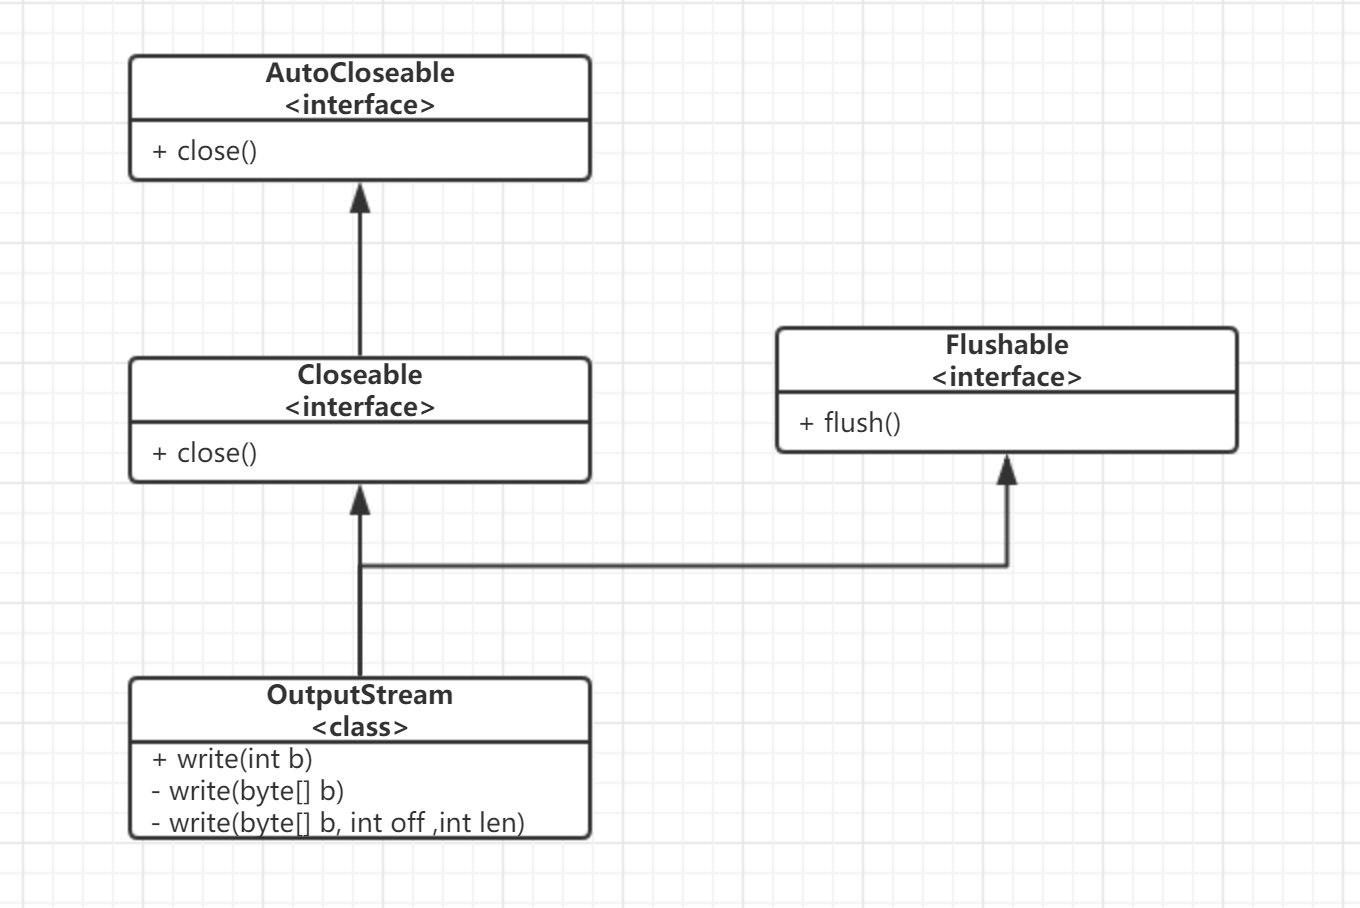 AutoCloseable
<interface>
+ close()
Closeable
<interface>
+ close()
Flushable
<interface>
+ flush()
OutputStream
<class>
+ write(int b)
- write(byte[] b)
- write(byte[] b, int off ,int len)